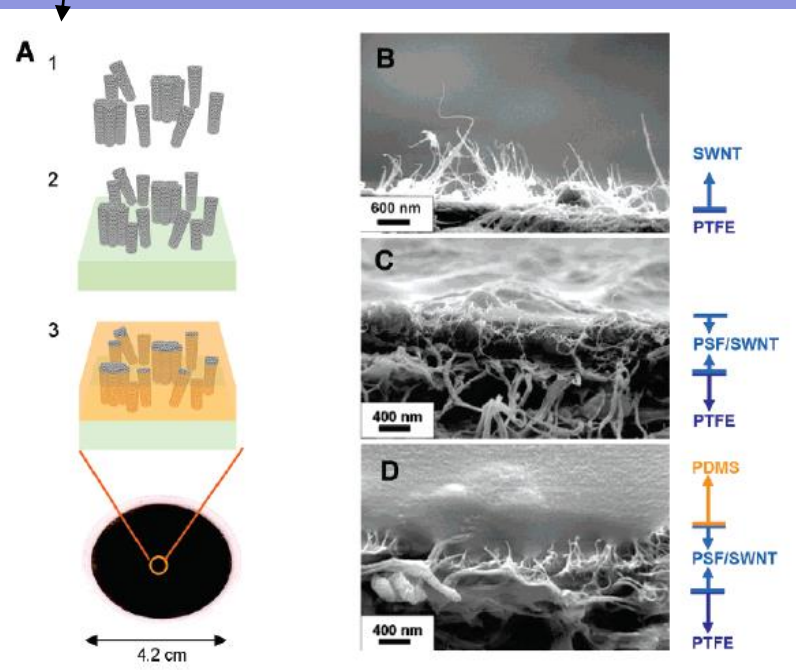 A
1
2
3
4.2 cm
B
600 nm
SWNT
PTFE
C
400 nm
PSF/SWNT
PTFE
D
400 nm
PDMS
PSF/SWNT
PTFE